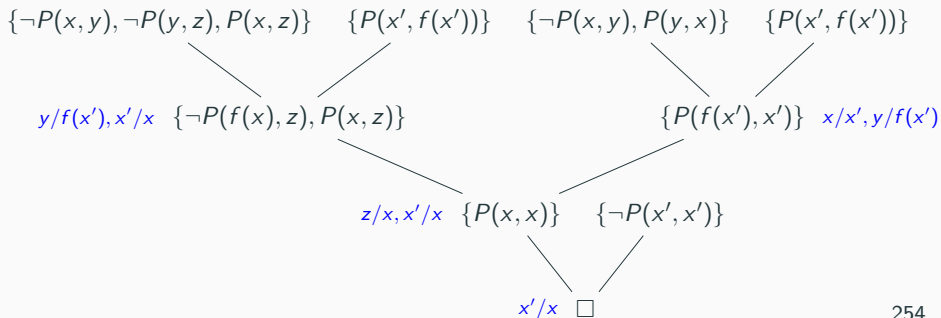 {¬P(x, y), ¬P(y, z), P(x, z)} {P(x′, f(x′))} {¬P(x, y), P(y, x)} {P(x′, f(x′))}
y/f(x′), x′/x {¬P(f(x), z), P(x, z)} {P(f(x′), x′)} x/x′, y/f(x′)
z/x, x′/x {P(x, x)} {¬P(x′, x′)}
x′/x □
254